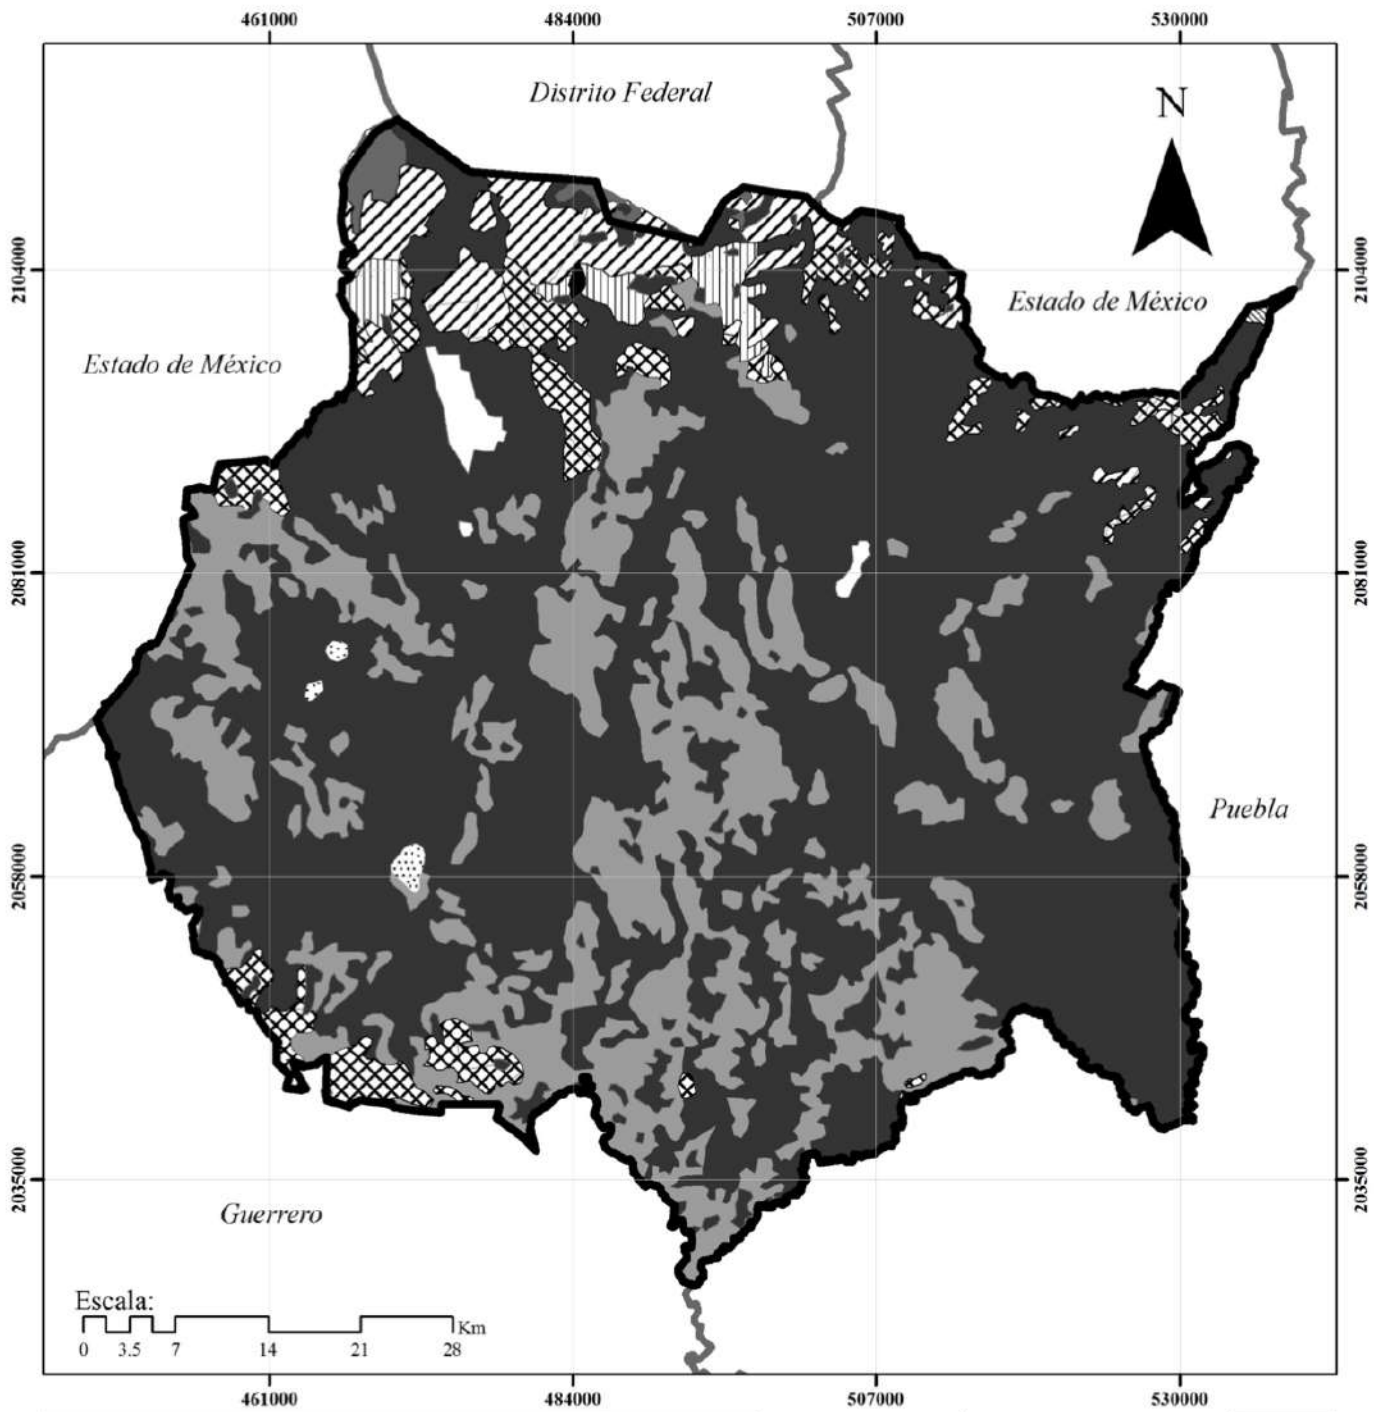 461000 484000 507000 530000
Distrito Federal
N
2104000 2104000
Estado de México
Estado de México
2081000 2081000
Puebla
2058000 2058000
2035000 2035000
Guerrero
Escala:
Km
0 3.5 7 14 21 28
461000 484000 507000 530000